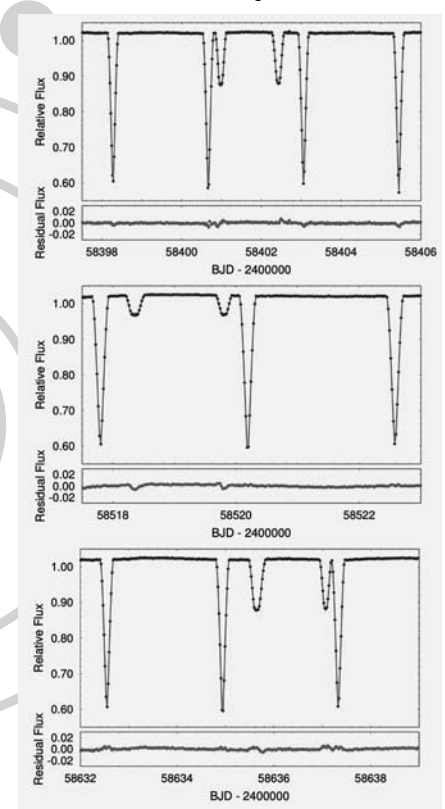 1.00
0.90
0.80
0.70
0.60
Relative Flux
0.02
0.00
-0.02
Residual Flux
58398 58400 58402 58404 58406
BJD - 2400000
1.00
0.90
0.80
0.70
0.60
Relative Flux
0.02
0.00
-0.02
Residual Flux
58518 58520 58522
BJD - 2400000
1.00
0.90
0.80
0.70
0.60
Relative Flux
0.02
0.00
-0.02
Residual Flux
58632 58634 58636 58638
BJD - 2400000